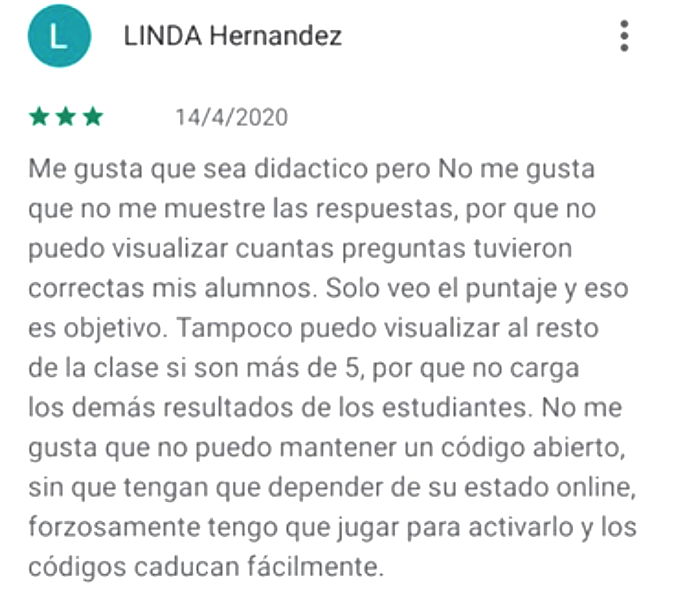 L
LINDA Hernandez
14/4/2020
Me gusta que sea didactico pero No me gusta
que no me muestre las respuestas, por que no
puedo visualizar cuantas preguntas tuvieron
correctas mis alumnos. Solo veo el puntaje y eso
es objetivo. Tampoco puedo visualizar al resto
de la clase si son más de 5, por que no carga
los demás resultados de los estudiantes. No me
gusta que no puedo mantener un código abierto,
sin que tengan que depender de su estado online,
forzosamente tengo que jugar para activarlo y los
códigos caducan fácilmente.